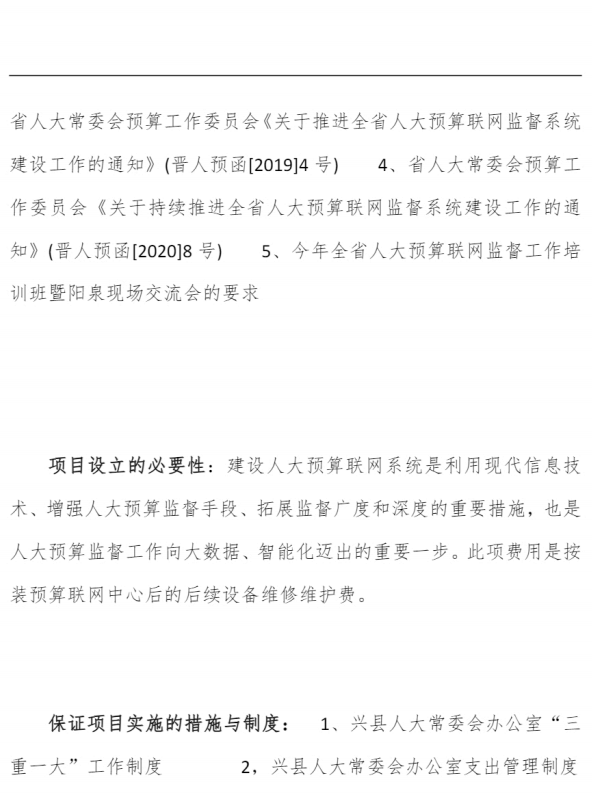 省人大常委会预算工作委员会《关于推进全省人大预算联网监督系统
建设工作的通知》(晋人预函[2019]4 号)  4、省人大常委会预算工
作委员会《关于持续推进全省人大预算联网监督系统建设工作的通
知》(晋人预函[2020]8 号)  5、今年全省人大预算联网监督工作培
训班暨阳泉现场交流会的要求
项目设立的必要性：建设人大预算联网系统是利用现代信息技
术、增强人大预算监督手段、拓展监督广度和深度的重要措施，也是
人大预算监督工作向大数据、智能化迈出的重要一步。此项费用是按
装预算联网中心后的后续设备维修维护费。
保证项目实施的措施与制度：  1、兴县人大常委会办公室“三
重一大”工作制度  2，兴县人大常委会办公室支出管理制度